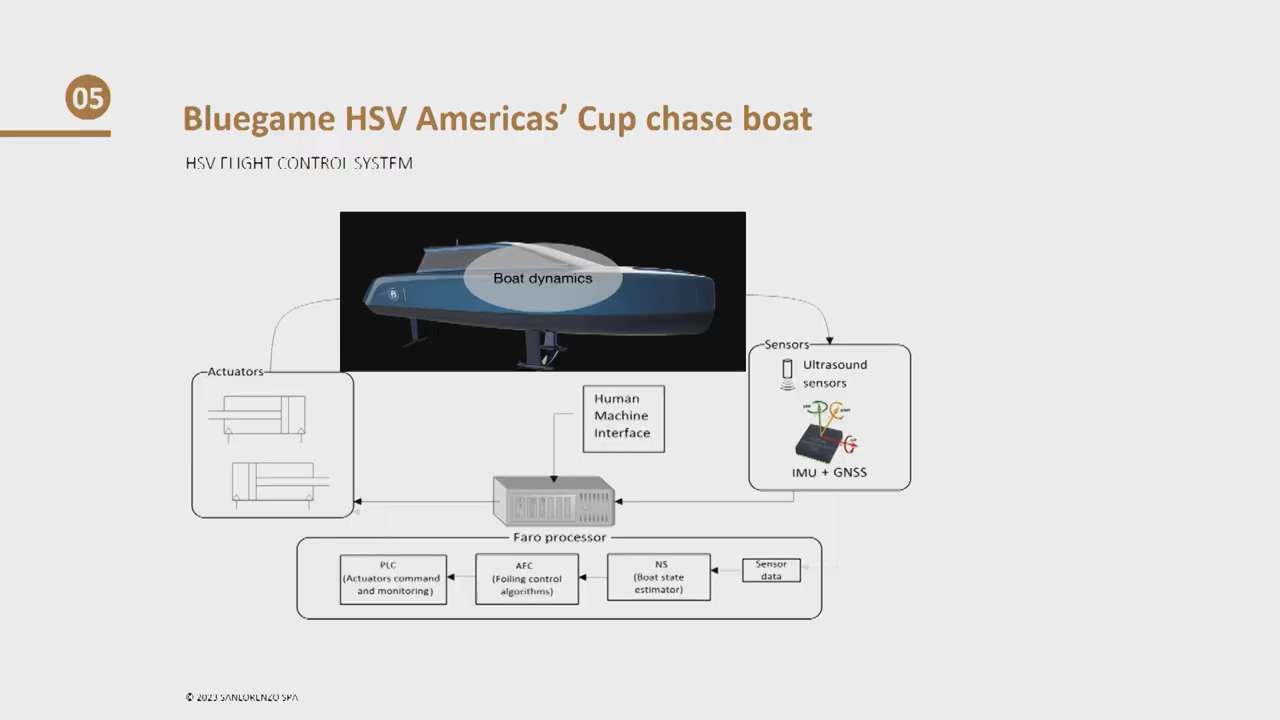 05
Bluegame HSV Americas’ Cup chase boat
HSV FLIGHT CONTROL SYSTEM
Boat dynamics
Actuators
Human
Machine
Interface
Sensors
Ultrasound
sensors
IMU + GNSS
Faro processor
PLC
(Actuators command
and monitoring)
AFC
(Foiling control
algorithms)
NS
(Boat state
estimator)
Sensor
data
© 2023 SANLORENZO SPA